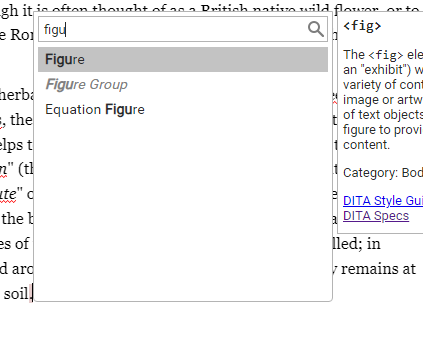 gh it is often thought of as a British native wild flower, or to
figu
Figure
Figure Group
Equation Figure
<fig>
The <fig> ele
an "exhibit") w
variety of cont
image or artw
of text objects
figure to provi
content.
Category: Bod
DITA Style Gui
DITA Specs
e Ror
herba
s, the
elps t
n" (th
ute" o
the b
es of
lled; in
d aro
remains at
soil.